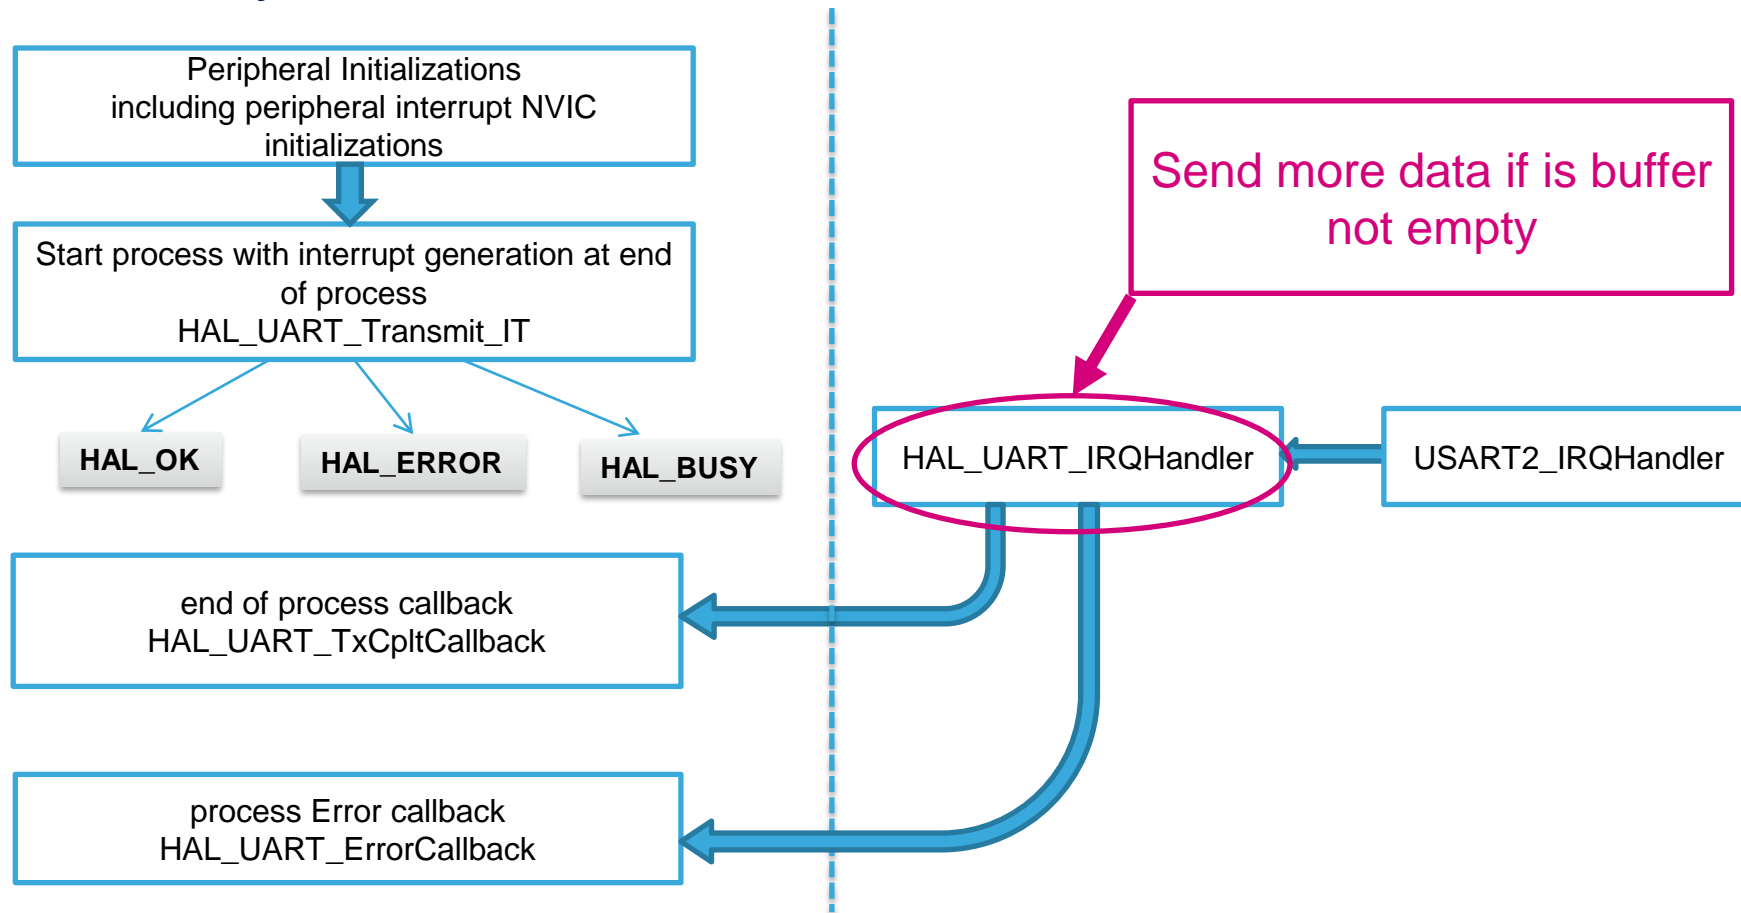 Peripheral Initializations
including peripheral interrupt NVIC
initializations
Send more data if is buffer
not empty
Start process with interrupt generation at end
of process
HAL_UART_Transmit_IT
HAL_OK
HAL_ERROR
HAL_BUSY
HAL_UART_IRQHandler
USART2_IRQHandler
end of process callback
HAL_UART_TxCpltCallback
process Error callback
HAL_UART_ErrorCallback